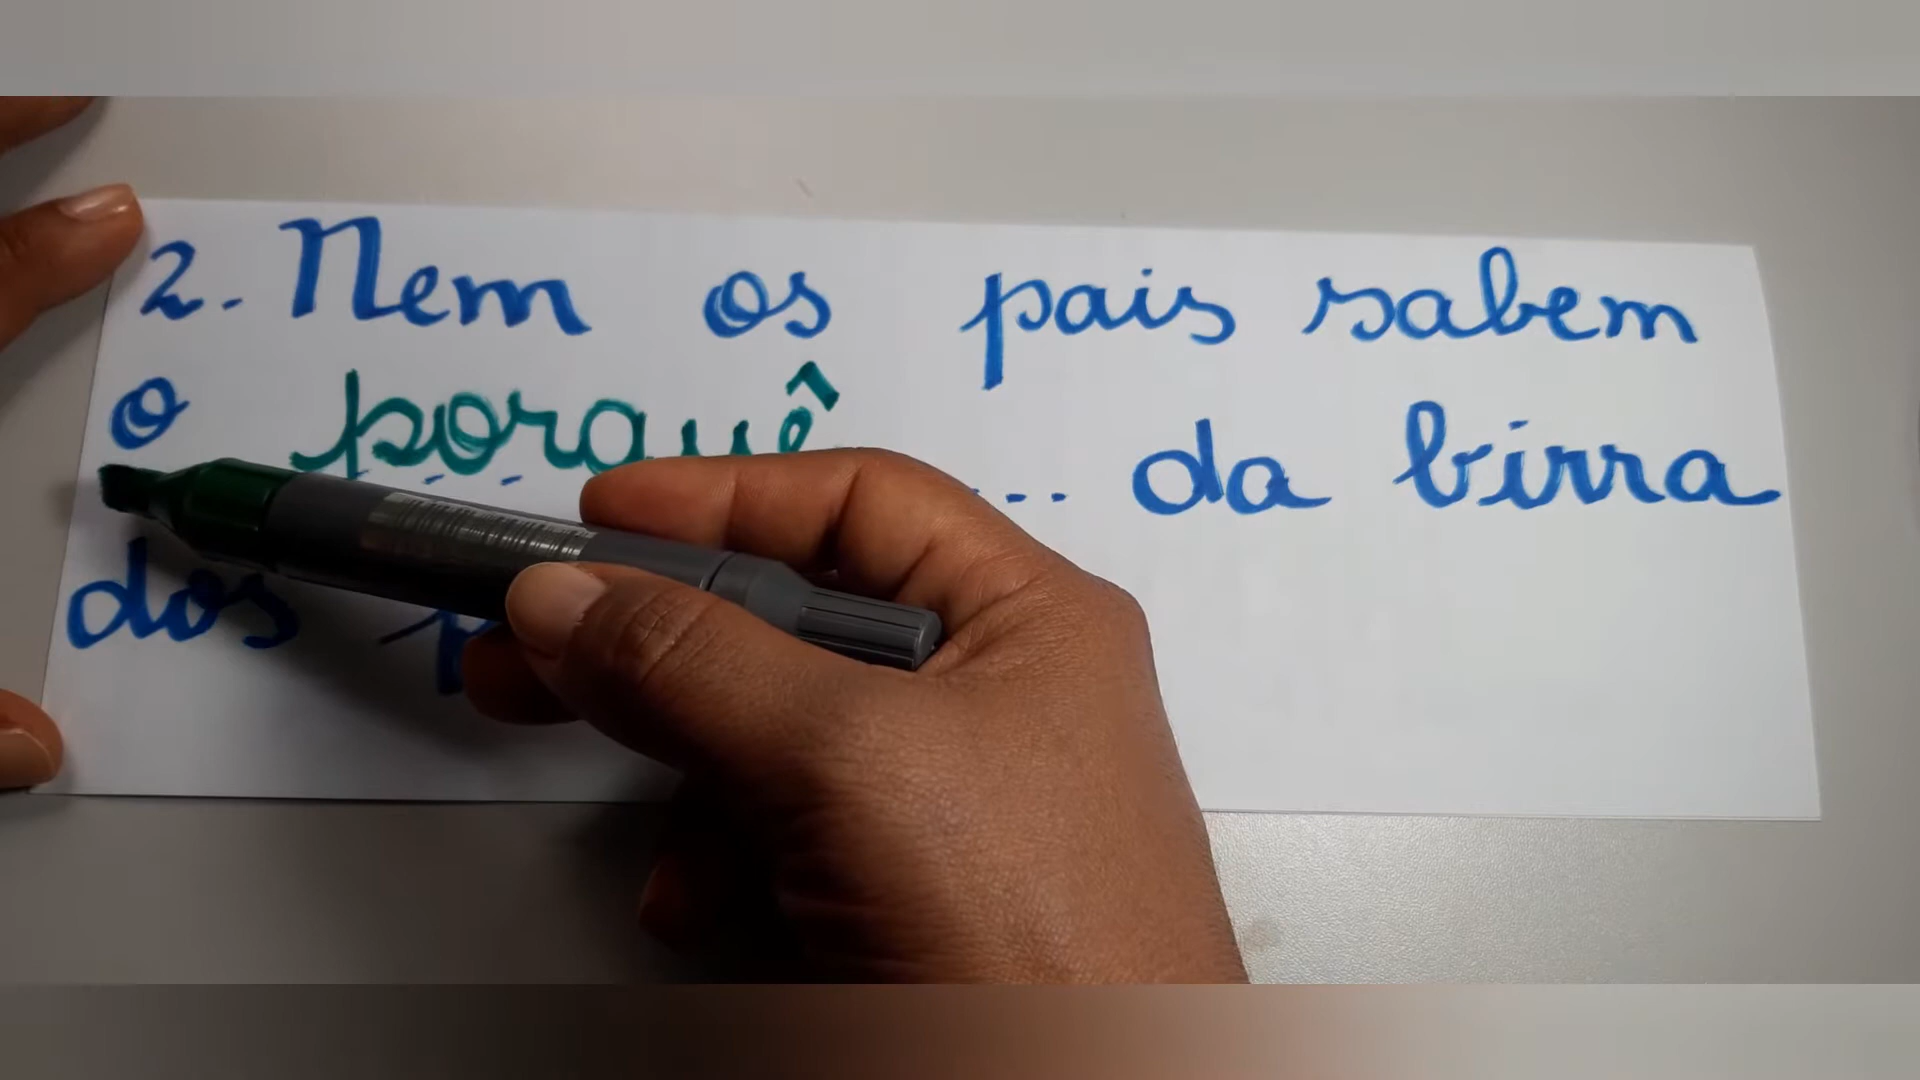 2. Nem os pais sabem
o porquê ... da birra
dos